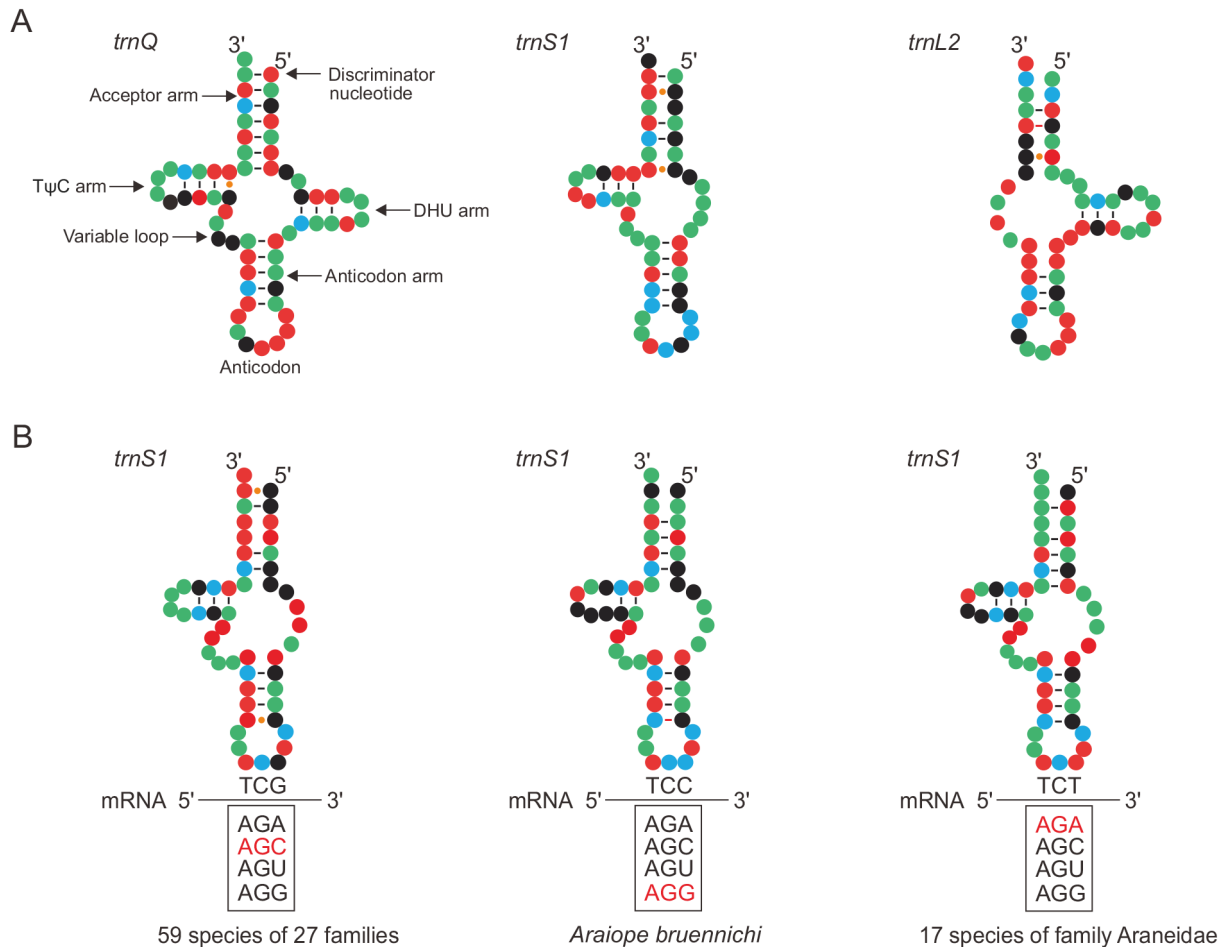 A
trnQ
3'
5'
Discriminator
nucleotide
Acceptor arm
TψC arm
DHU arm
Variable loop
Anticodon arm
Anticodon
trnS1
3'
5'
trnL2
3'
5'
B
trnS1
3'
5'
trnS1
3'
5'
trnS1
3'
5'
TCG
TCC
TCT
mRNA 5' 3'
5' 3'
5' 3'
AGA
AGC
AGU
AGG
AGA
AGC
AGU
AGG
AGA
AGC
AGU
AGG
59 species of 27 families
Araiope bruennichi
17 species of family Araneidae